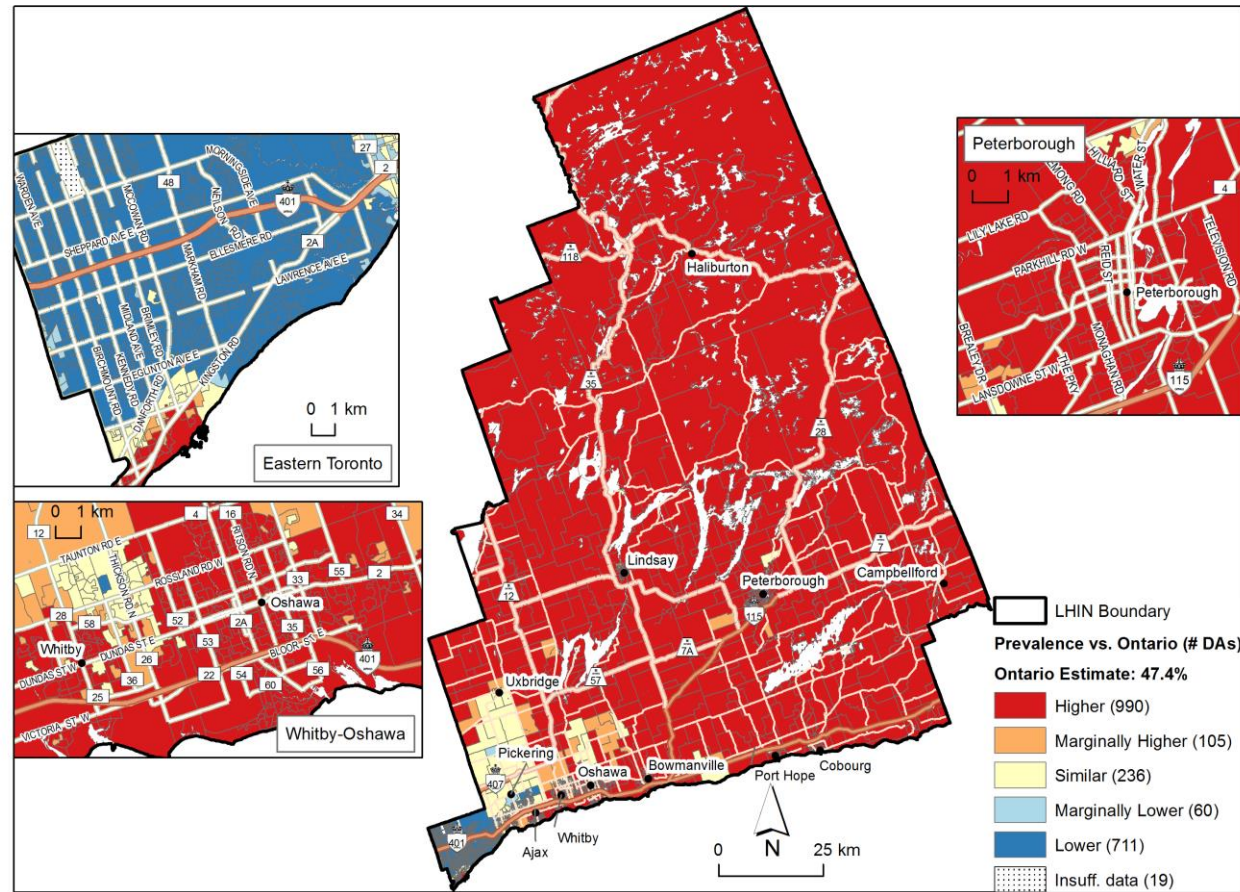 WARDEN AVE
48
MCCOWAN RD
MORNINGSIDE AVE
NEILSON RD
27
2
401
SHEPPARD AVE E
ELLESMERE RD
2A
MARKHAM RD
LAWRENCE AVE E
BRIMLEY RD
MIDLAND AVE
KENNEDY RD
BIRCHMOUNT RD
EGLINTON AVE E
DANFORTH RD
KINGSTON RD
0 1 km
Eastern Toronto
0 1 km
12
4
16
34
TAUNTON RD E
THICKSON RD N
ROSSLAND RD W
RITSON RD N
33
55
2
28
58
52
2A
Oshawa
Whitby
DUNDAS ST E
53
35
BLOOR ST E
DUNDAS ST W
26
401
25
36
22
54
60
56
VICTORIA ST W
Whitby-Oshawa
118
Haliburton
35
28
Lindsay
7
Peterborough
Campbellford
12
115
7A
57
Uxbridge
Pickering
407
Oshawa
Bowmanville
Port Hope
Cobourg
401
Ajax
Whitby
N
0 25 km
Peterborough
0 1 km
HILLIARD ST
WATER ST
4
LILY LAKE RD
PARKHILL RD W
REID ST
TELEVISION RD
Peterborough
BREALEY DR
MONAGHAN RD
THE PKY
LANSDOWNE ST W
115
LHIN Boundary
Prevalence vs. Ontario (# DAs)
Ontario Estimate: 47.4%
Higher (990)
Marginally Higher (105)
Similar (236)
Marginally Lower (60)
Lower (711)
Insuff. data (19)